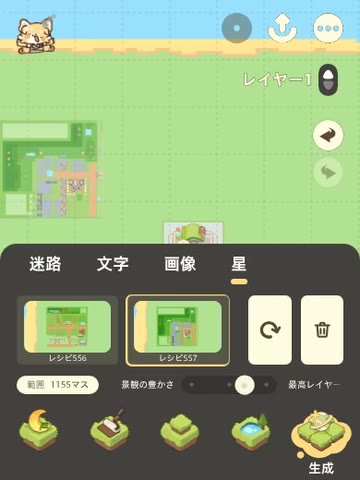 レイヤー1
迷路 文字 画像 星
レシピ556 レシピ557
範囲 1155マス 景観の豊かさ 最高レイヤー
生成